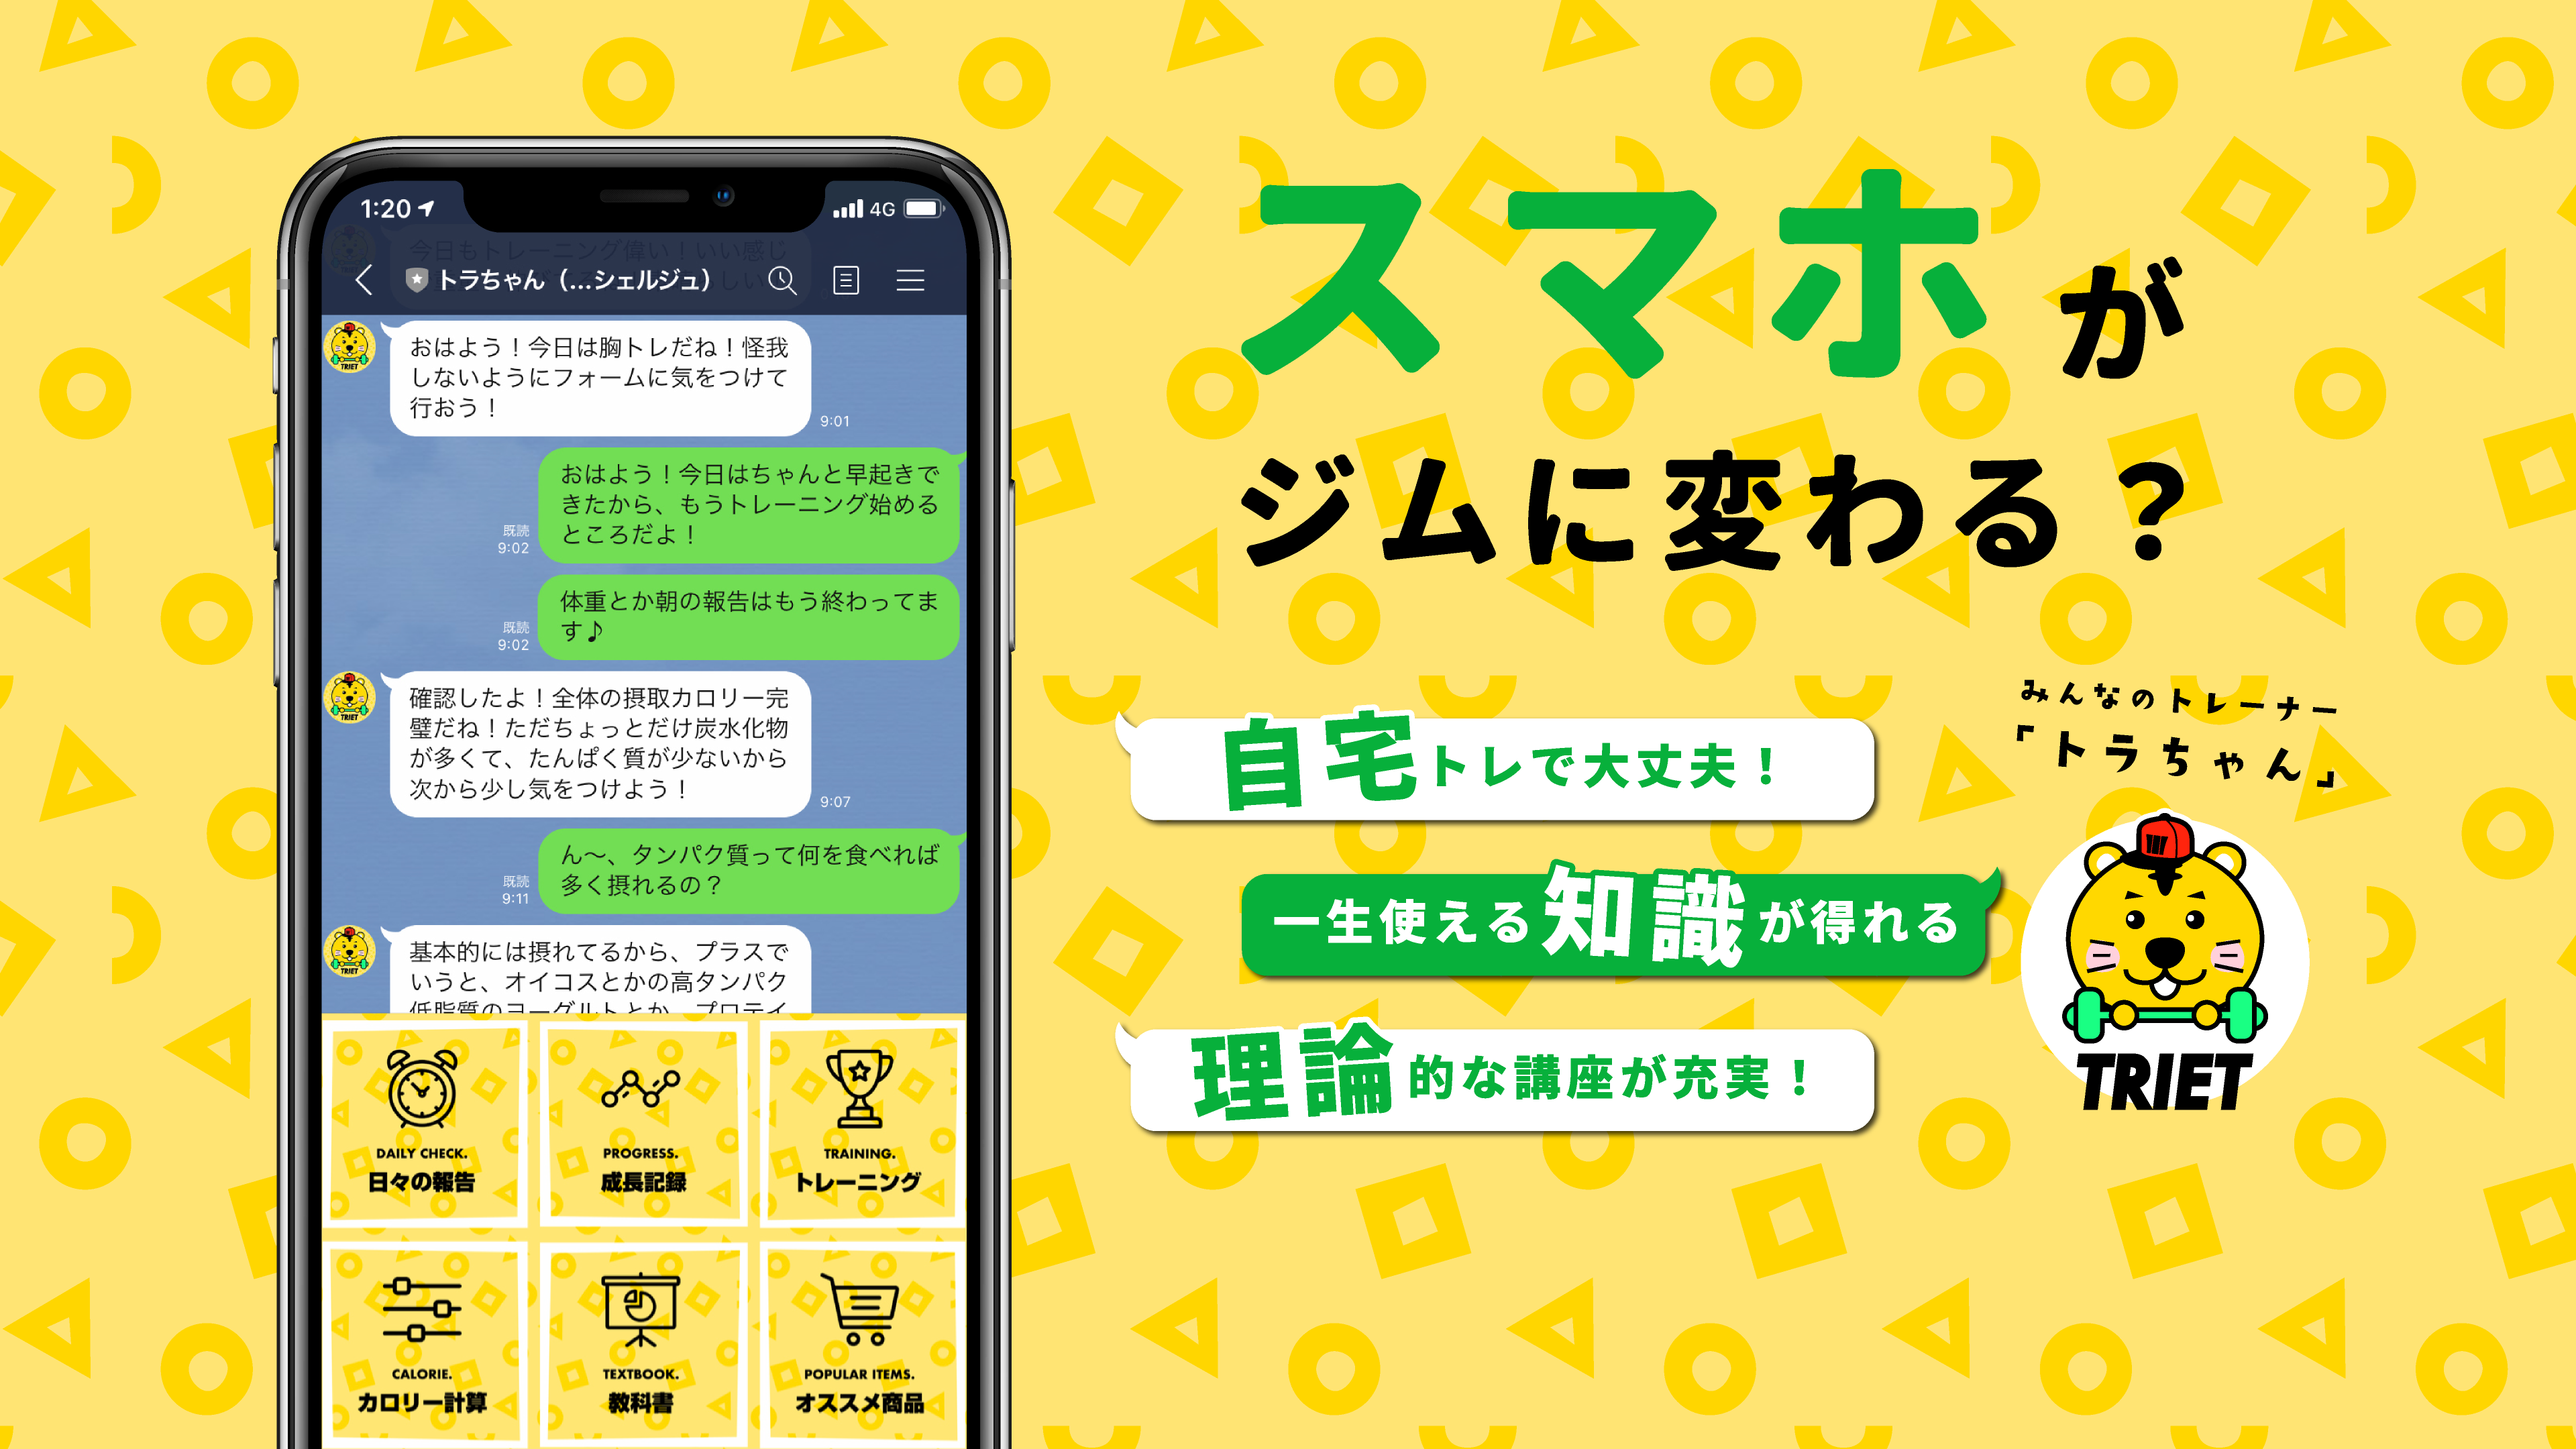 1:20
4G
今日もトレーニング偉い！いい感じ
トラちゃん（...シェルジュ）
おはよう！今日は胸トレだね！怪我
しないようにフォームに気をつけて
行おう！
9:01
おはよう！今日はちゃんと早起きで
きたから、もうトレーニング始める
ところだよ！
既読
9:02
体重とか朝の報告はもう終わってま
す♪
既読
9:02
確認したよ！全体の摂取カロリー完
璧だね！ただちょっとだけ炭水化物
が多くて、たんぱく質が少ないから
次から少し気をつけよう！
9:07
ん〜、タンパク質って何を食べれば
多く摂れるの？
既読
9:11
基本的には摂れてるから、プラスで
いうと、オイコスとかの高タンパク
低脂質のヨーグルトとか、プロテイ
TRIET
TRIET
TRIET
DAILY CHECK.
日々の報告
PROGRESS.
成長記録
TRAINING.
トレーニング
CALORIE.
カロリー計算
TEXTBOOK.
教科書
POPULAR ITEMS.
オススメ商品
スマホが
ジムに変わる？
自宅トレで大丈夫！
一生使える知識が得れる
理論的な講座が充実！
みんなのトレーナー
「トラちゃん」
TRIET